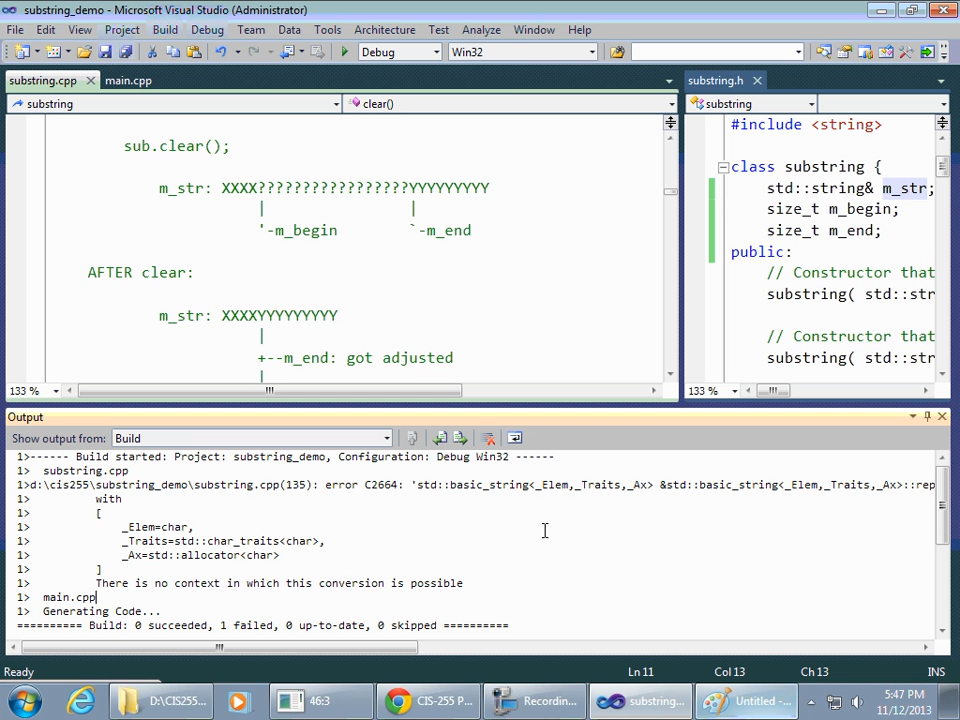 substring_demo - Microsoft Visual Studio (Administrator)
File Edit View Project Build Debug Team Data Tools Architecture Test Analyze Window Help
Debug Win32
substring.cpp main.cpp
substring.h
substring clear()
substring
sub.clear();
m_str: XXXX?????????????????YYYYYYYYY
| |
'-m_begin `-m_end
AFTER clear:
m_str: XXXXYYYYYYYYY
|
+--m_end: got adjusted
|
133 %
#include <string>
class substring {
std::string& m_str;
size_t m_begin;
size_t m_end;
public:
// Constructor that
substring( std::str
// Constructor that
substring( std::str
133 %
Output
Show output from: Build
1>------ Build started: Project: substring_demo, Configuration: Debug Win32 ------
1> substring.cpp
1>d:\cis255\substring_demo\substring.cpp(135): error C2664: 'std::basic_string<_Elem,_Traits,_Ax> &std::basic_string<_Elem,_Traits,_Ax>::rep
1> with
1> [
1> _Elem=char,
1> _Traits=std::char_traits<char>,
1> _Ax=std::allocator<char>
1> ]
1> There is no context in which this conversion is possible
1> main.cpp
1> Generating Code...
========== Build: 0 succeeded, 1 failed, 0 up-to-date, 0 skipped ==========
Ready Ln 11 Col 13 Ch 13 INS
D:\CIS255... 46:3 CIS-255 P... Recordin... substring... Untitled -...
5:47 PM
11/12/2013